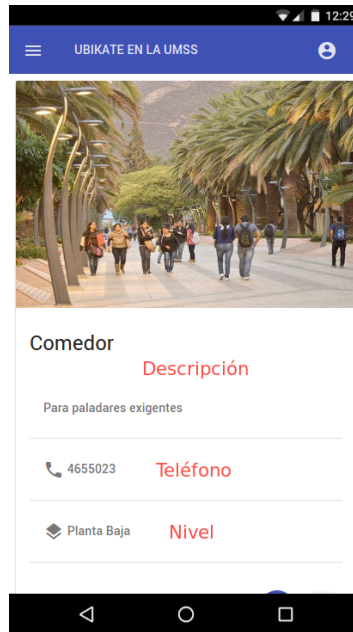 12:29
UBIKATE EN LA UMSS
Comedor
Descripción
Para paladares exigentes
4655023 Teléfono
Planta Baja Nivel